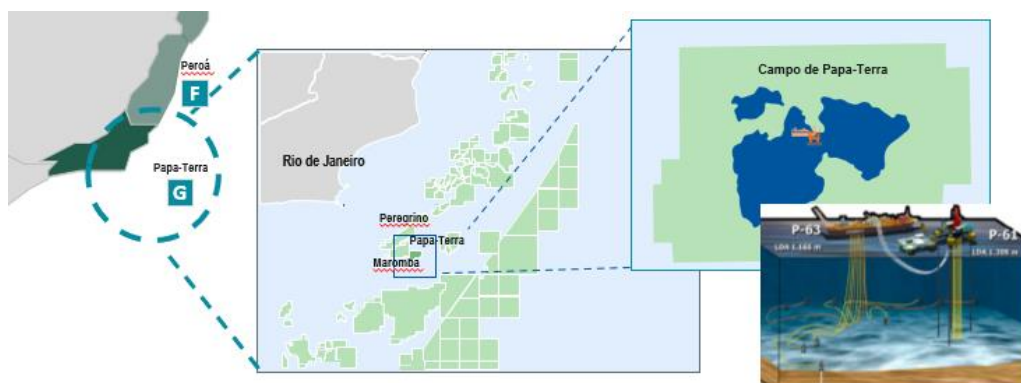 Peroá
F
Papa-Terra
G
Rio de Janeiro
Peregrino
Papa-Terra
Maromba
Campo de Papa-Terra
P-63
P-61